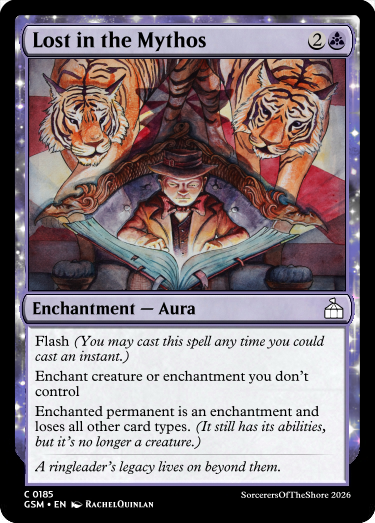 Lost in the Mythos 2
Enchantment — Aura
Flash (You may cast this spell any time you could
cast an instant.)
Enchant creature or enchantment you don't
control
Enchanted permanent is an enchantment and
loses all other card types. (It still has its abilities,
but it's no longer a creature.)
A ringleader's legacy lives on beyond them.
C 0185
GSM • EN RachelQuinlan
SorcerersOfTheShore 2026